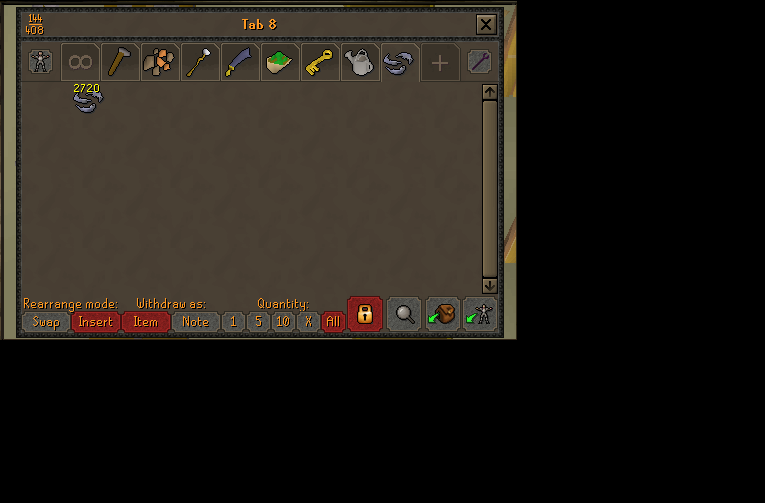 144
408
Tab 8
2720
Rearrange mode: Withdraw as: Quantity:
Swap Insert Item Note 1 5 10 X All